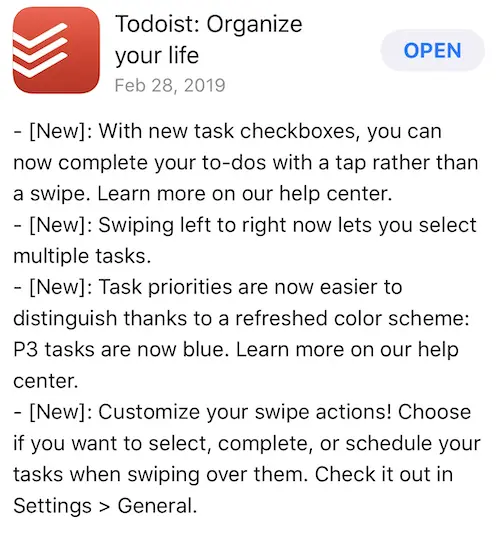 Todoist: Organize
your life
OPEN
Feb 28, 2019
- [New]: With new task checkboxes, you can
now complete your to-dos with a tap rather than
a swipe. Learn more on our help center.
- [New]: Swiping left to right now lets you select
multiple tasks.
- [New]: Task priorities are now easier to
distinguish thanks to a refreshed color scheme:
P3 tasks are now blue. Learn more on our help
center.
- [New]: Customize your swipe actions! Choose
if you want to select, complete, or schedule your
tasks when swiping over them. Check it out in
Settings > General.